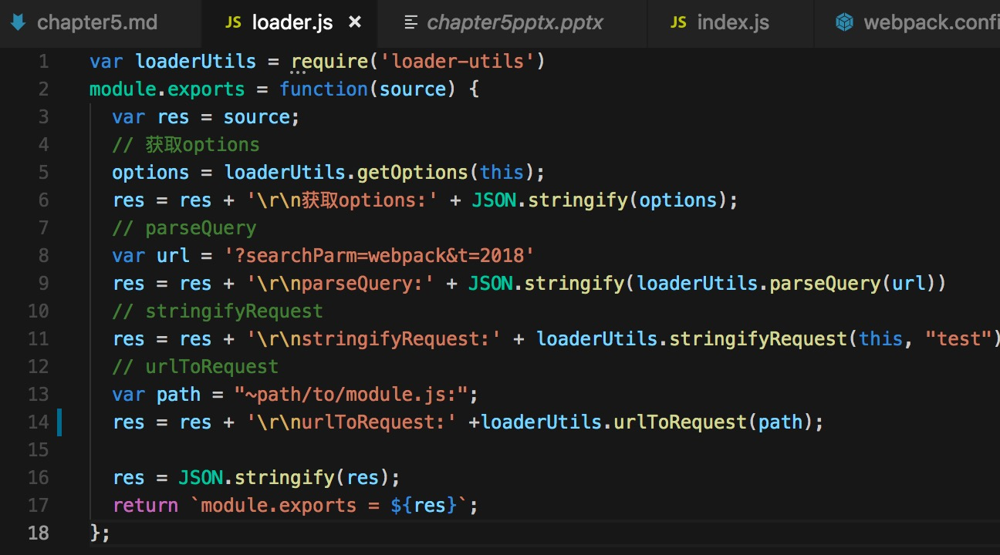 chapter5.md JS loader.js × chapter5pptx.pptx JS index.js webpack.confi
1 var loaderUtils = require('loader-utils')
2 module.exports = function(source) {
3 var res = source;
4 // 获取options
5 options = loaderUtils.getOptions(this);
6 res = res + '\r\n获取options:' + JSON.stringify(options);
7 // parseQuery
8 var url = '?searchParm=webpack&t=2018'
9 res = res + '\r\nparseQuery:' + JSON.stringify(loaderUtils.parseQuery(url))
10 // stringifyRequest
11 res = res + '\r\nstringifyRequest:' + loaderUtils.stringifyRequest(this, "test")
12 // urlToRequest
13 var path = "~path/to/module.js:";
14 res = res + '\r\nurlToRequest:' +loaderUtils.urlToRequest(path);
15
16 res = JSON.stringify(res);
17 return `module.exports = ${res}`;
18 };